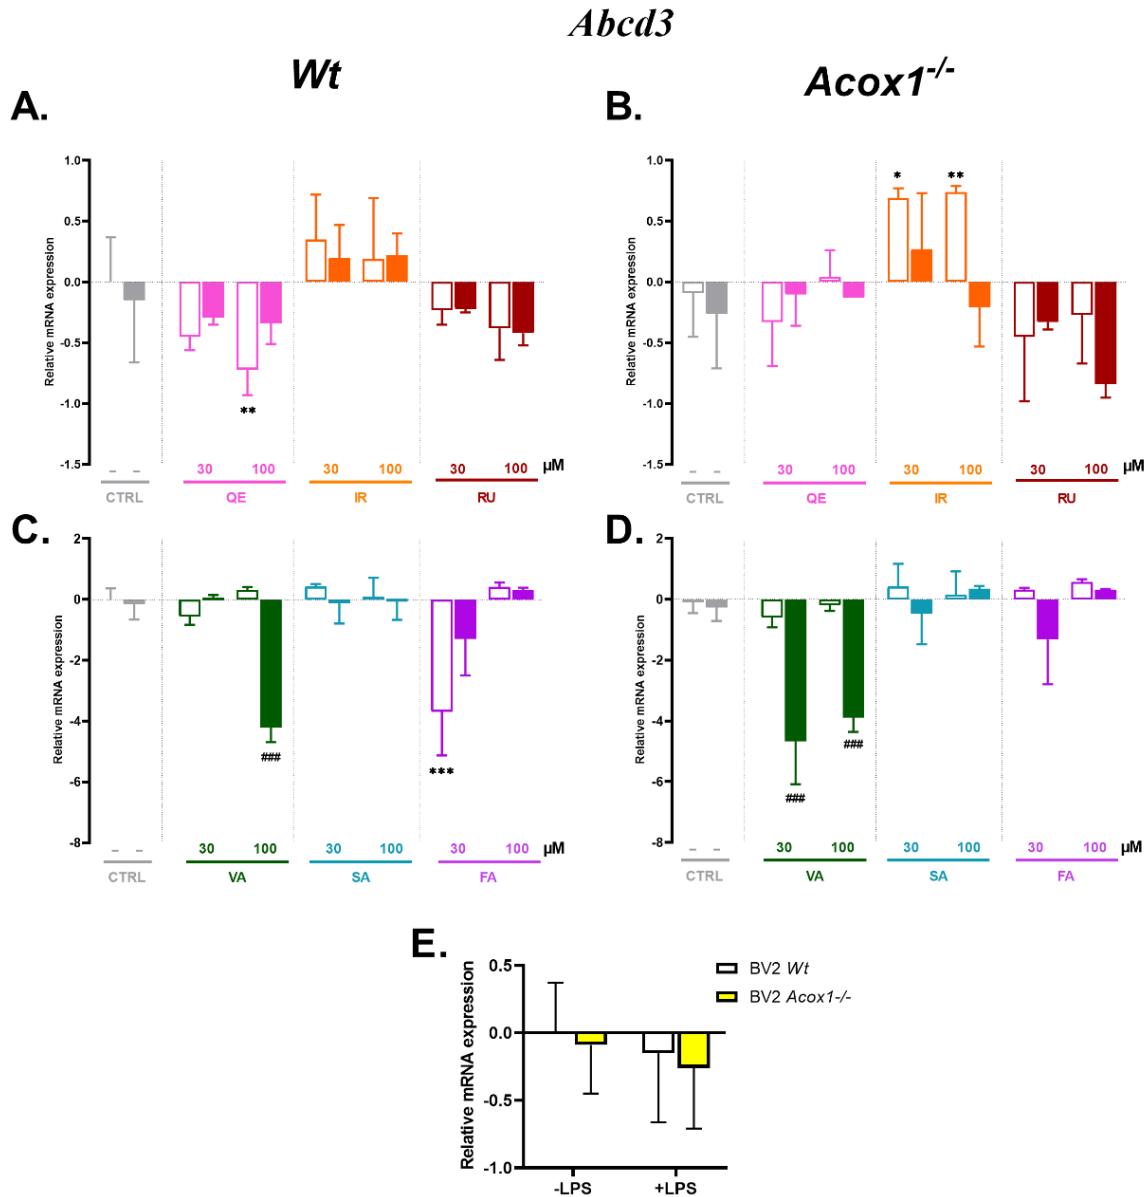 Abcd3
Wt
Acox1-/-
A.
B.
Relative mRNA expression
1.0
0.5
0.0
-0.5
-1.0
-1.5
**
– –
30 100
30 100
30 100
µM
CTRL
QE
IR
RU
Relative mRNA expression
1.0
0.5
0.0
-0.5
-1.0
-1.5
*
**
– –
30 100
30 100
30 100
µM
CTRL
QE
IR
RU
C.
D.
Relative mRNA expression
2
0
-2
-4
-6
-8
###
***
– –
30 100
30 100
30 100
µM
CTRL
VA
SA
FA
Relative mRNA expression
2
0
-2
-4
-6
-8
###
###
– –
30 100
30 100
30 100
µM
CTRL
VA
SA
FA
E.
Relative mRNA expression
0.5
0.0
-0.5
-1.0
BV2 Wt
BV2 Acox1-/-
-LPS
+LPS